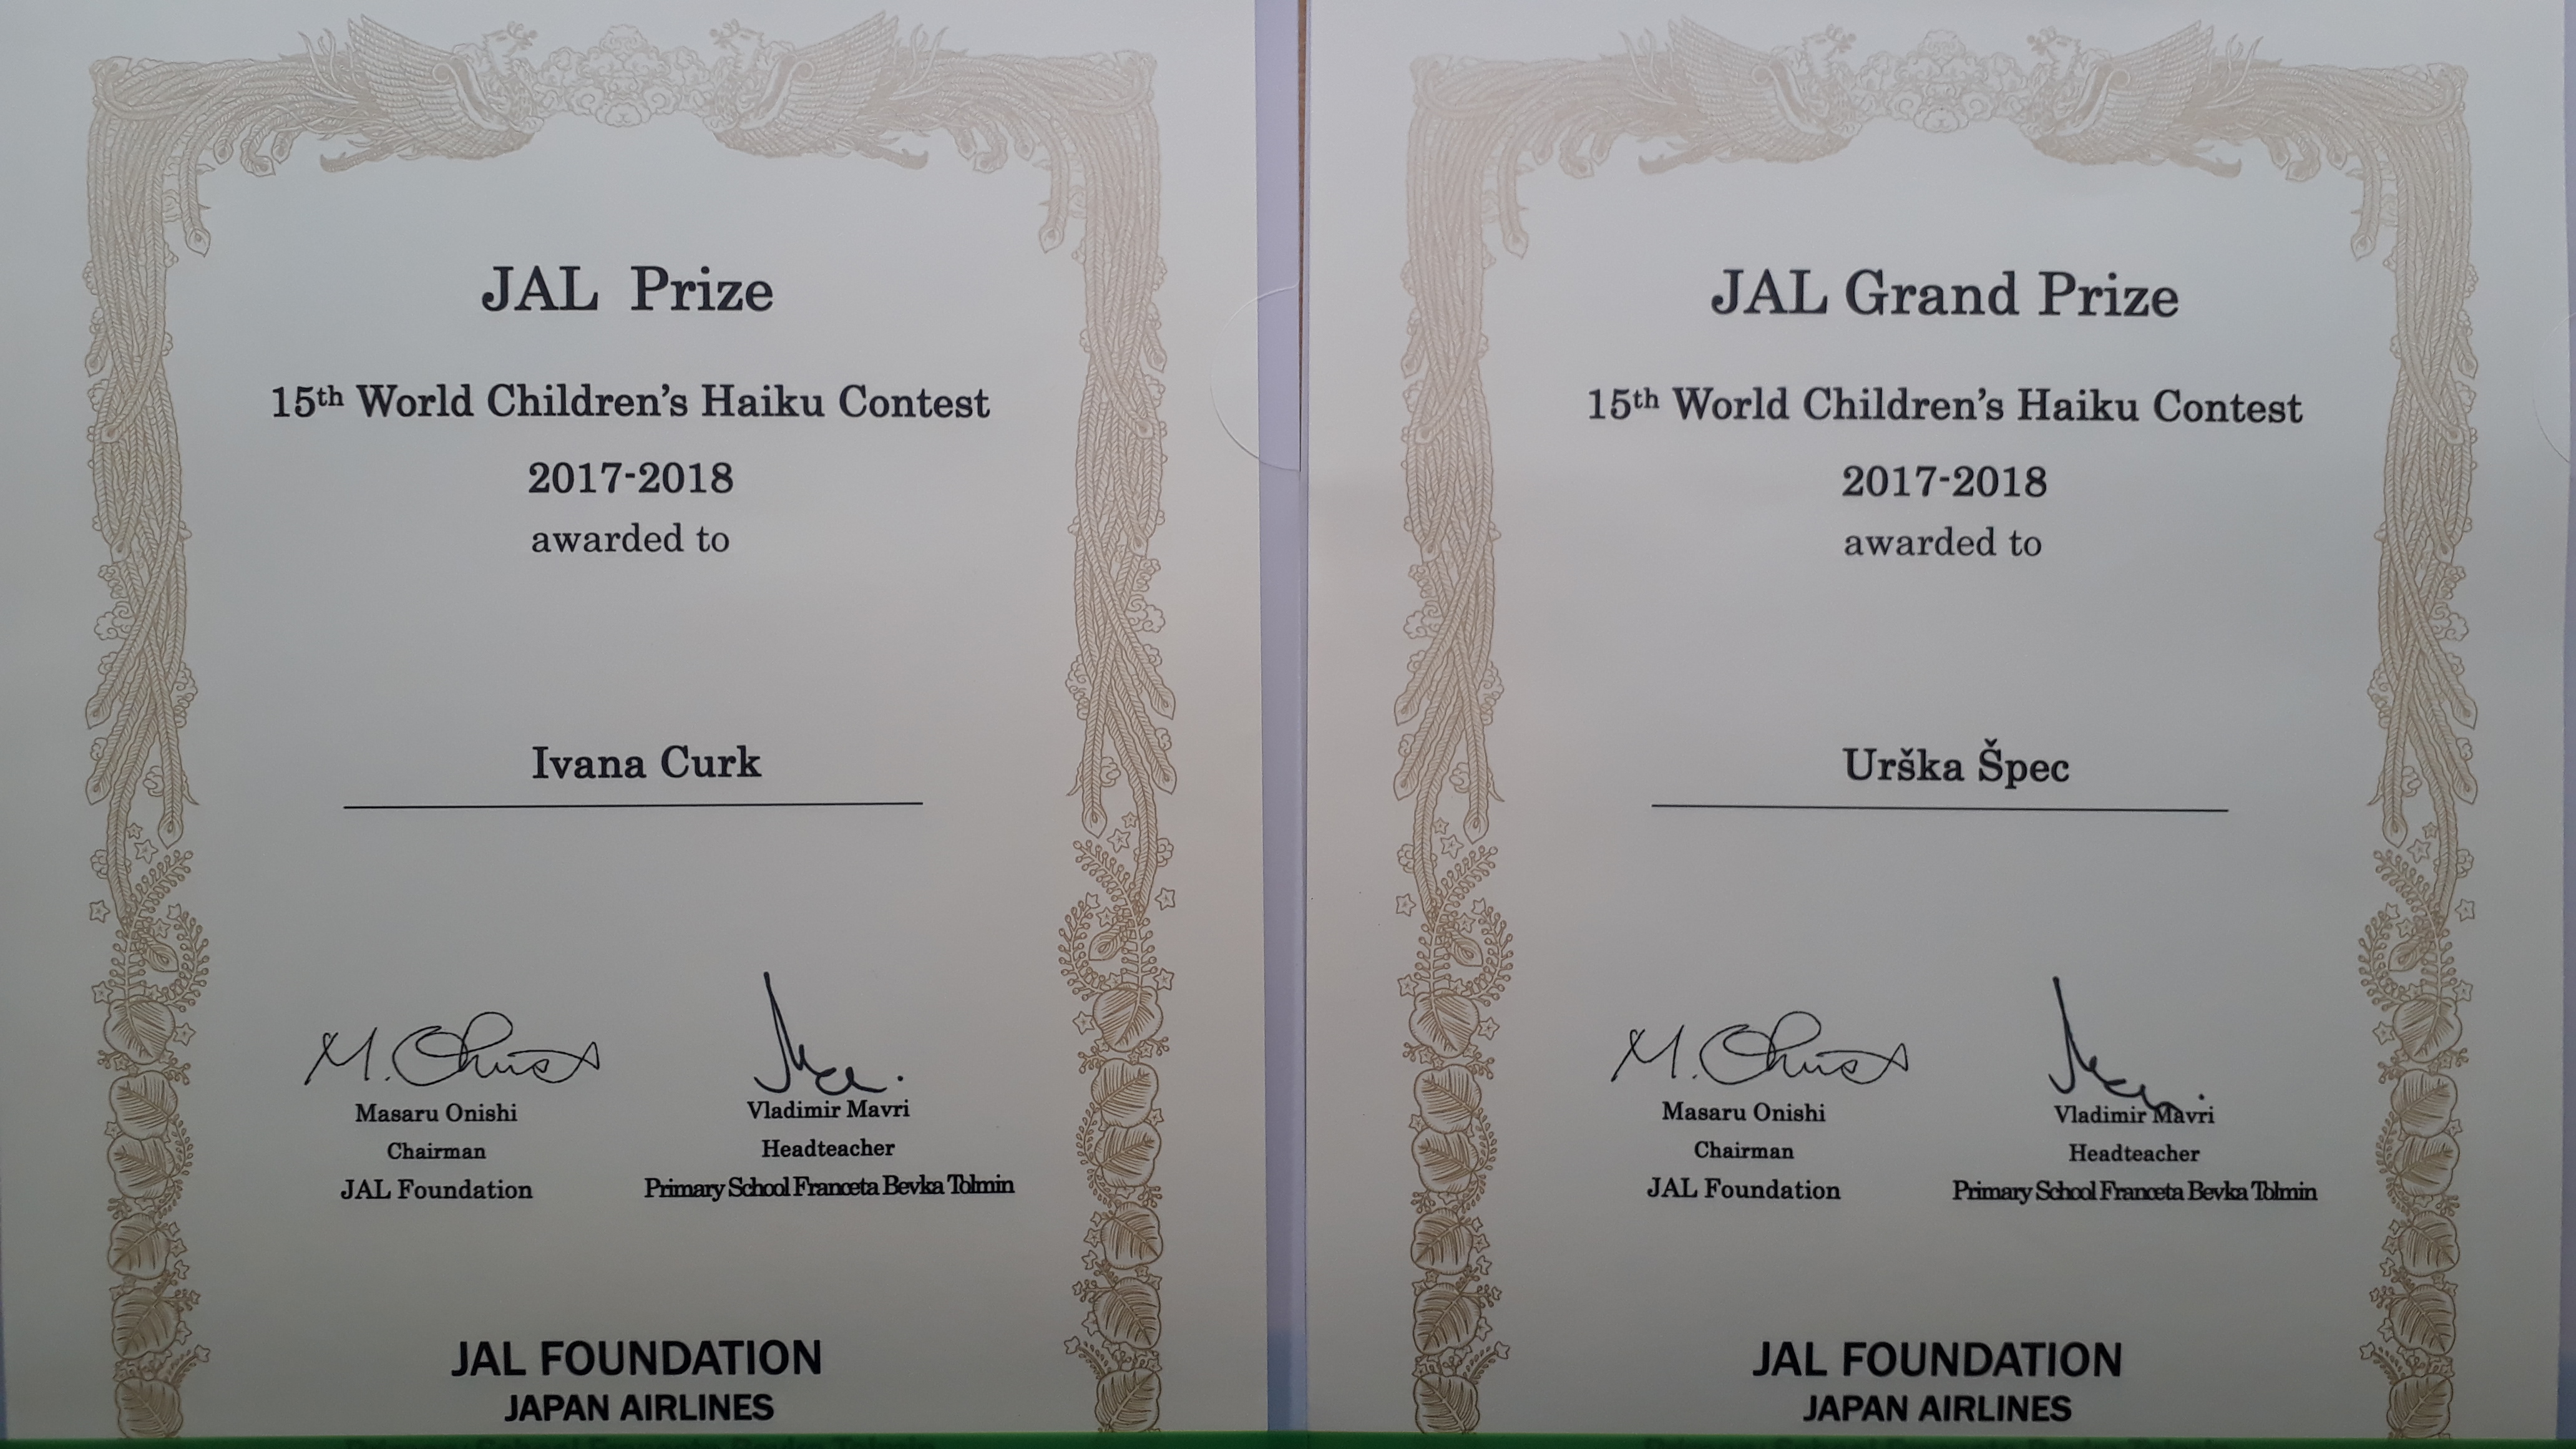 JAL Prize
15th World Children's Haiku Contest
2017-2018
awarded to
Ivana Curk
Masaru Onishi
Chairman
JAL Foundation
Vladimir Mavri
Headteacher
Primary School Franceta Bevka Tolmin
JAL FOUNDATION
JAPAN AIRLINES
JAL Grand Prize
15th World Children's Haiku Contest
2017-2018
awarded to
Urška Špec
Masaru Onishi
Chairman
JAL Foundation
Vladimir Mavri
Headteacher
Primary School Franceta Bevka Tolmin
JAL FOUNDATION
JAPAN AIRLINES